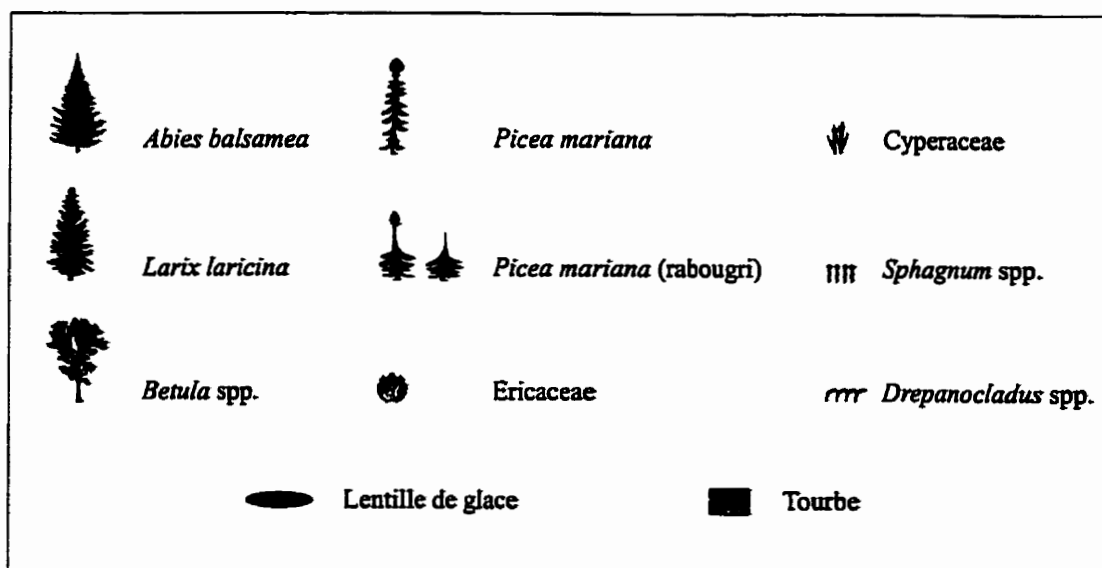 Abies balsamea
Picea mariana
Cyperaceae
Larix laricina
Picea mariana (rabougri)
Sphagnum spp.
Betula spp.
Ericaceae
Drepanocladus spp.
Lentille de glace
Tourbe